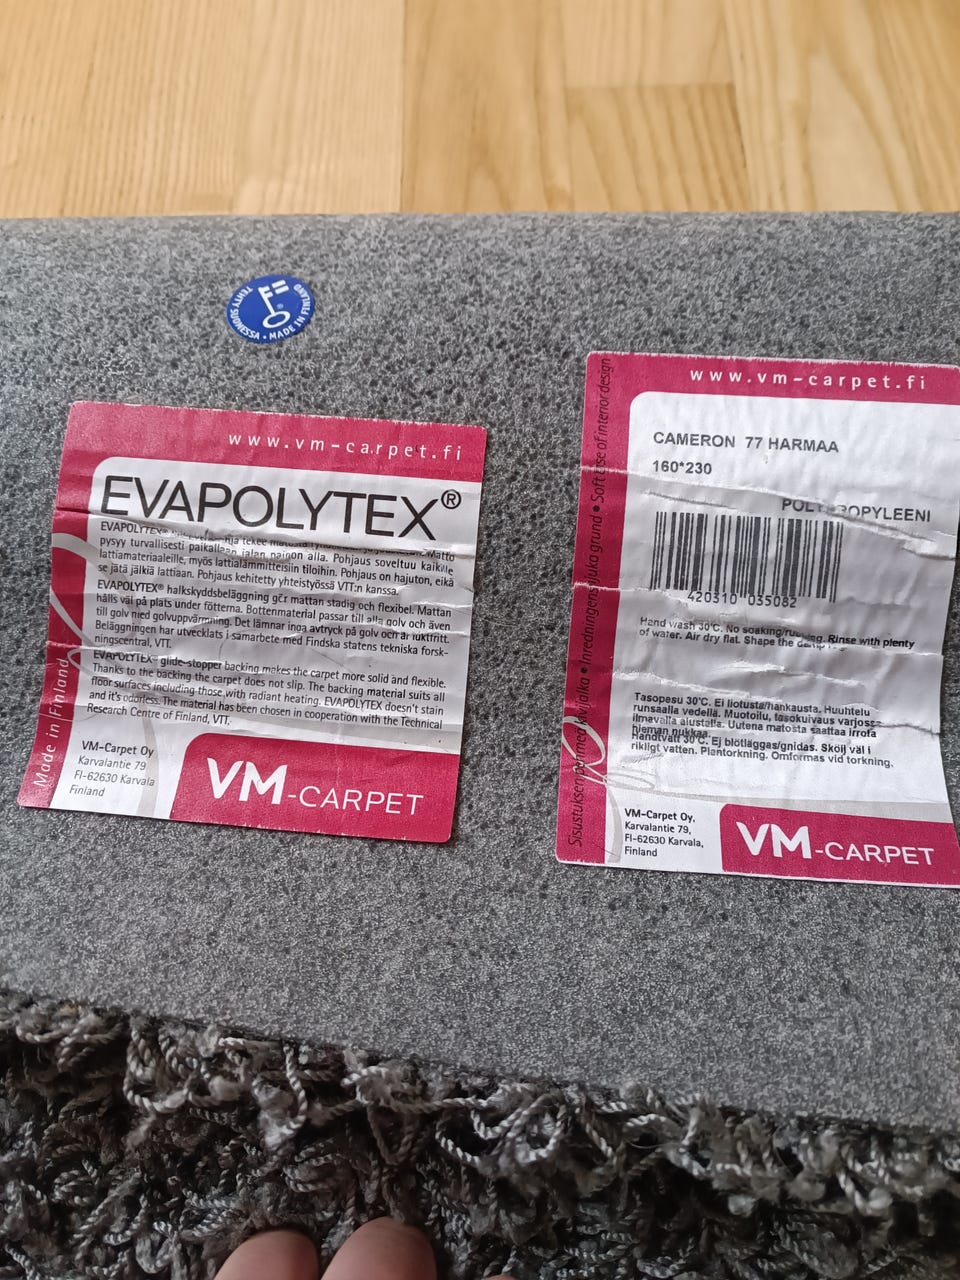 TEHTY SUOMESSA • MADE IN FINLAND
www.vm-carpet.fi
EVAPOLYTEX®
EVAPOLYTEX® tekee
pysyy turvallisesti paikallaan jalan painon alla. Pohjaus soveltuu kaikille
lattiamateriaaleille, myös lattialämmitteisiin tiloihin. Pohjaus on hajuton, eikä
se jätä jälkiä lattiaan. Pohjaus kehitetty yhteistyössä VTT:n kanssa.
EVAPOLYTEX® halkskyddsbeläggning gör mattan stadig och flexibel. Mattan
hålls väl på plats under fötterna. Bottenmaterial passar till alla golv och även
till golv med golvuppvärmning. Det lämnar inga avtryck på golv och är luktfritt.
Beläggningen har utvecklats i samarbete med Findska statens tekniska forsk-
ningscentral, VTT.
EVAPOLYTEX® glide-stopper backing makes the carpet more solid and flexible.
Thanks to the backing the carpet does not slip. The backing material suits all
floor surfaces including those with radiant heating. EVAPOLYTEX doesn't stain
and it's odorless. The material has been chosen in cooperation with the Technical
Research Centre of Finland, VTT.
Made in Finland
VM-Carpet Oy
Karvalantie 79
FI-62630 Karvala
Finland
VM-CARPET
www.vm-carpet.fi
Sisustuksen pehmeä • Inredningens mjuka grund • Soft base of interior design
CAMERON 77 HARMAA
160*230
POLYPROPYLEENI
420310 035082
Hand wash 30°C. No soaking/rubbing. Rinse with plenty
of water. Air dry flat. Shape the damp
Tasopesu 30°C. Ei liotusta/hankausta. Huuhtelu
runsaalla vedellä. Muotoilu, tasokuivaus varjossa
ilmavalla alustalla. Uutena matosta saattaa irrota
hieman nukkaa.
Handtvätt 30°C. Ej blötläggas/gnidas. Skölj väl i
rikligt vatten. Plantorkning. Omformas vid torkning.
VM-Carpet Oy,
Karvalantie 79,
FI-62630 Karvala,
Finland
VM-CARPET